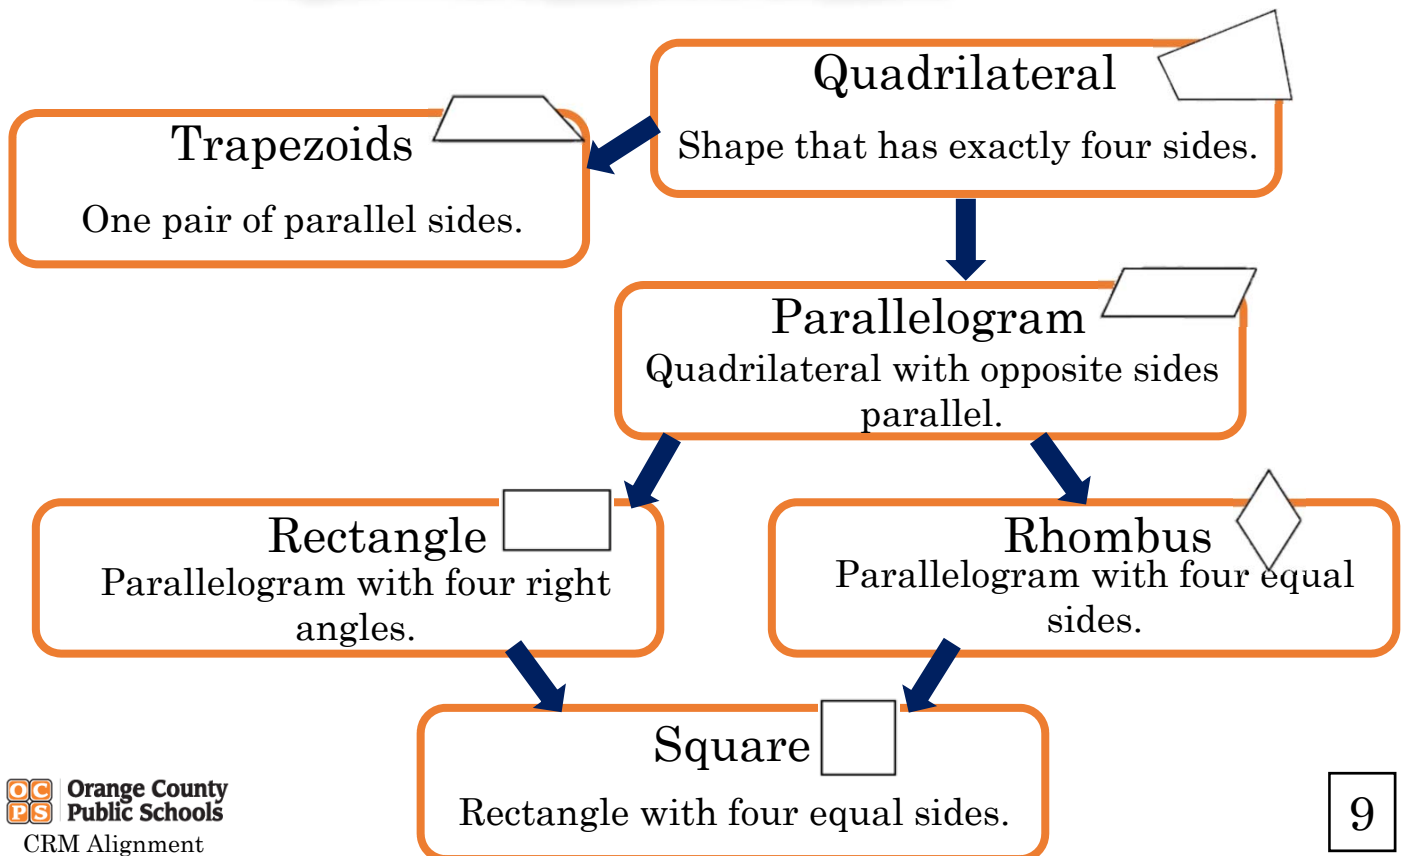 Quadrilateral
Shape that has exactly four sides.
Trapezoids
One pair of parallel sides.
Parallelogram
Quadrilateral with opposite sides
parallel.
Rectangle
Parallelogram with four right
angles.
Rhombus
Parallelogram with four equal
sides.
Square
Rectangle with four equal sides.
OC
PS
Orange County
Public Schools
CRM Alignment
9